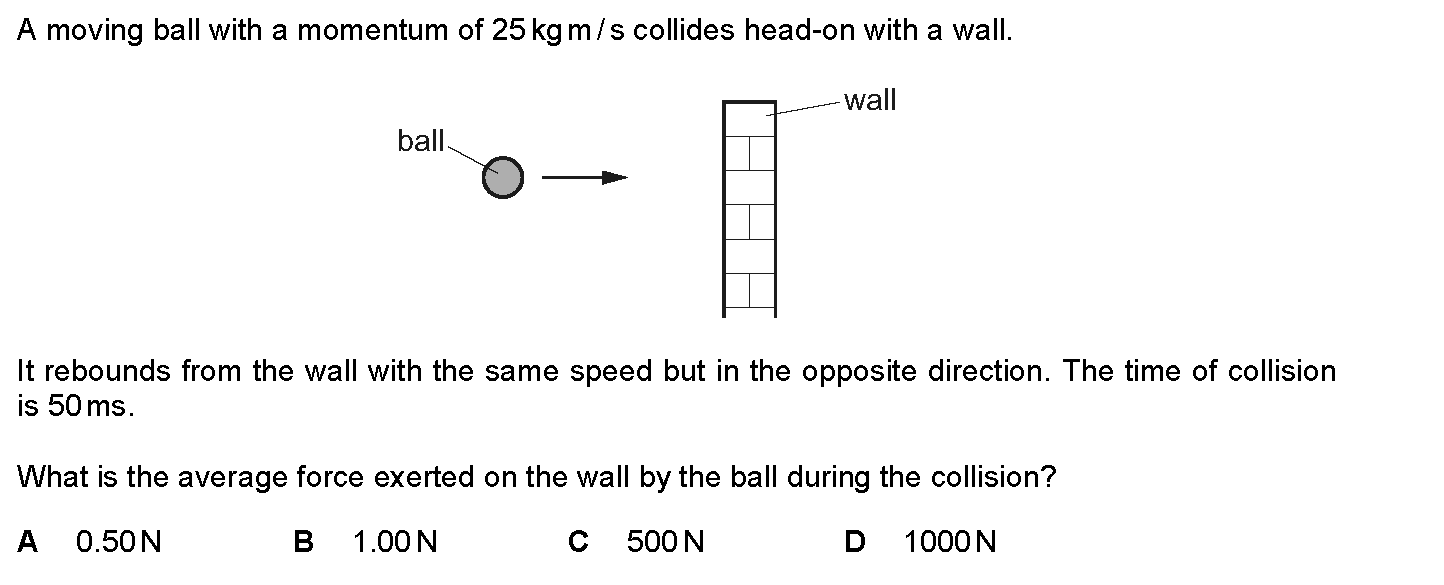 A moving ball with a momentum of 25 kg m / s collides head-on with a wall.
wall
ball
It rebounds from the wall with the same speed but in the opposite direction. The time of collision
is 50 ms.
What is the average force exerted on the wall by the ball during the collision?
A 0.50 N B 1.00 N C 500 N D 1000 N